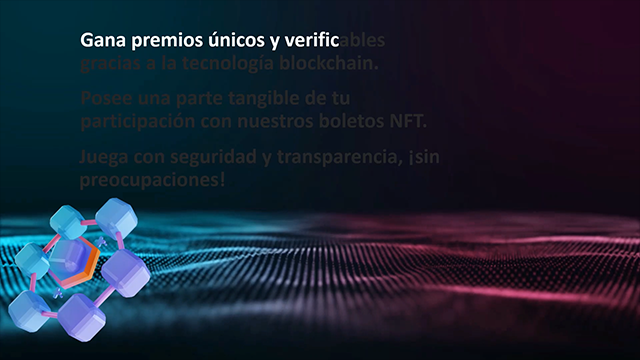 Gana premios únicos y verificables
gracias a la tecnología blockchain.
Posee una parte tangible de tu
participación con nuestros boletos NFT.
Juega con seguridad y transparencia, ¡sin
preocupaciones!